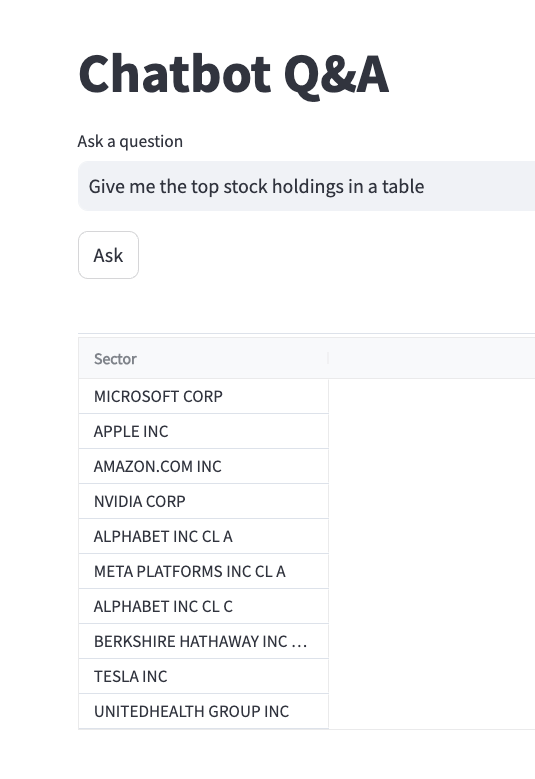 Chatbot Q&A
Ask a question
Give me the top stock holdings in a table
Ask
Sector
MICROSOFT CORP
APPLE INC
AMAZON.COM INC
NVIDIA CORP
ALPHABET INC CL A
META PLATFORMS INC CL A
ALPHABET INC CL C
BERKSHIRE HATHAWAY INC …
TESLA INC
UNITEDHEALTH GROUP INC